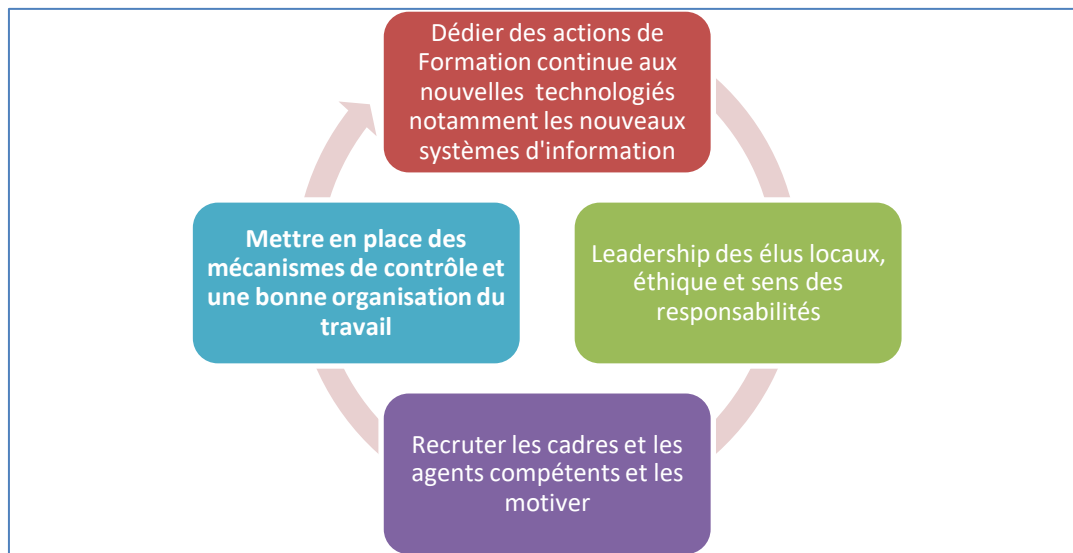 Dédier des actions de
Formation continue aux
nouvelles technologiés
notamment les nouveaux
systèmes d'information
Leadership des élus locaux,
éthique et sens des
responsabilités
Recruter les cadres et les
agents compétents et les
motiver
Mettre en place des
mécanismes de contrôle et
une bonne organisation du
travail